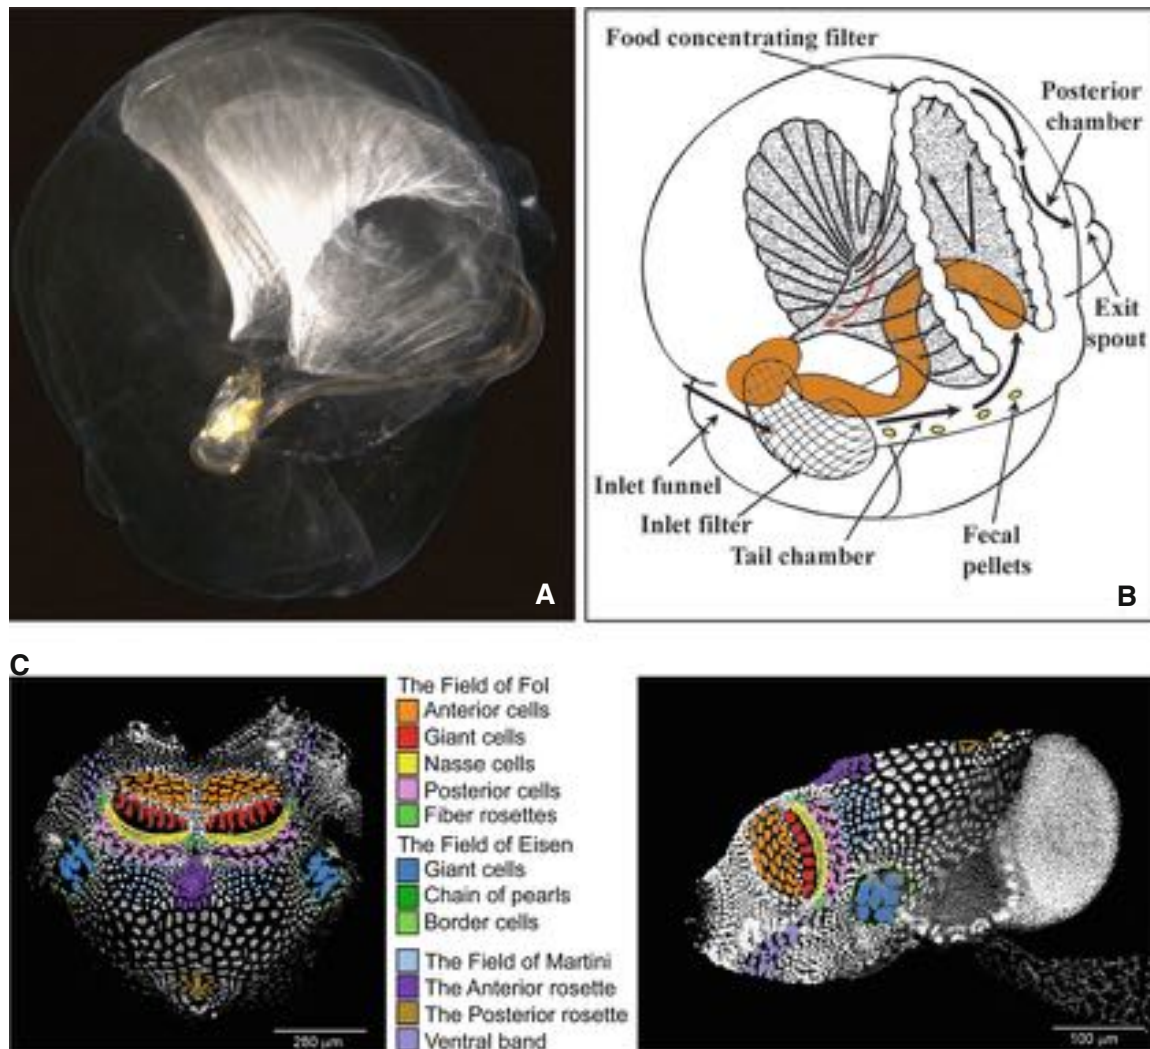 Food concentrating filter
Posterior
chamber
Exit
spout
Inlet funnel
Inlet filter
Tail chamber
Fecal
pellets
A
B
C
The Field of Fol
Anterior cells
Giant cells
Nasse cells
Posterior cells
Fiber rosettes
The Field of Eisen
Giant cells
Chain of pearls
Border cells
The Field of Martini
The Anterior rosette
The Posterior rosette
Ventral band
100 µm